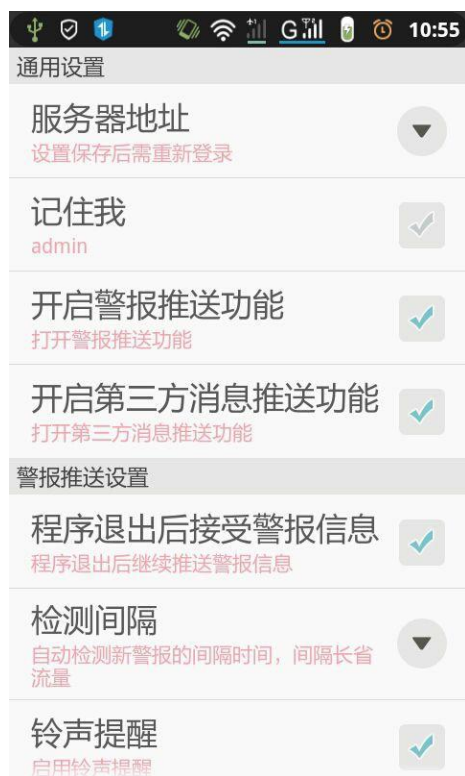 G 10:55
通用设置
服务器地址
设置保存后需重新登录
记住我
admin
开启警报推送功能
打开警报推送功能
开启第三方消息推送功能
打开第三方消息推送功能
警报推送设置
程序退出后接受警报信息
程序退出后继续推送警报信息
检测间隔
自动检测新警报的间隔时间，间隔长省
流量
铃声提醒
启用铃声提醒